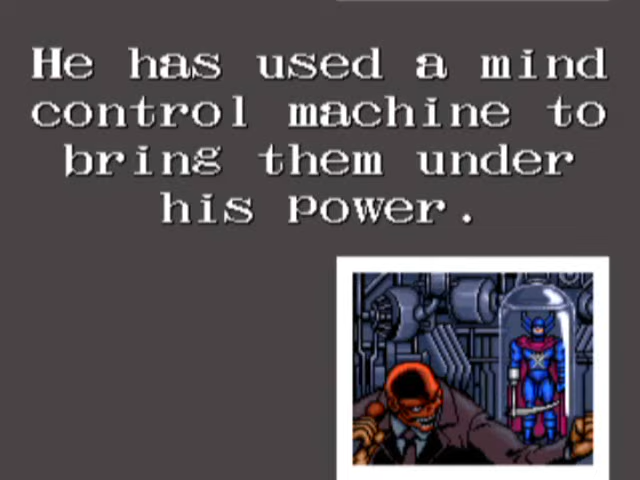 He has used a mind
control machine to
bring them under
his power.